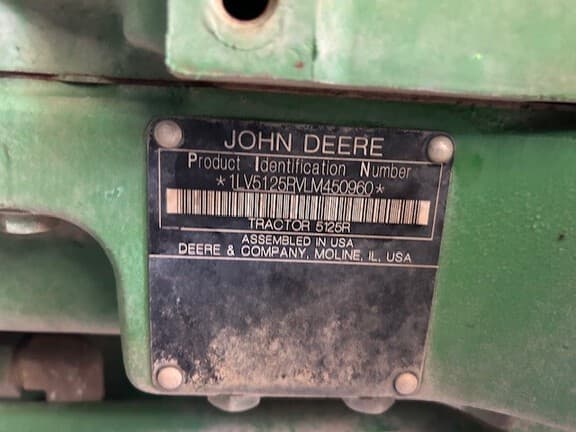 JOHN DEERE
Product Identification Number
*1LV5125RVLM450960*
TRACTOR 5125R
ASSEMBLED IN USA
DEERE & COMPANY, MOLINE, IL, USA